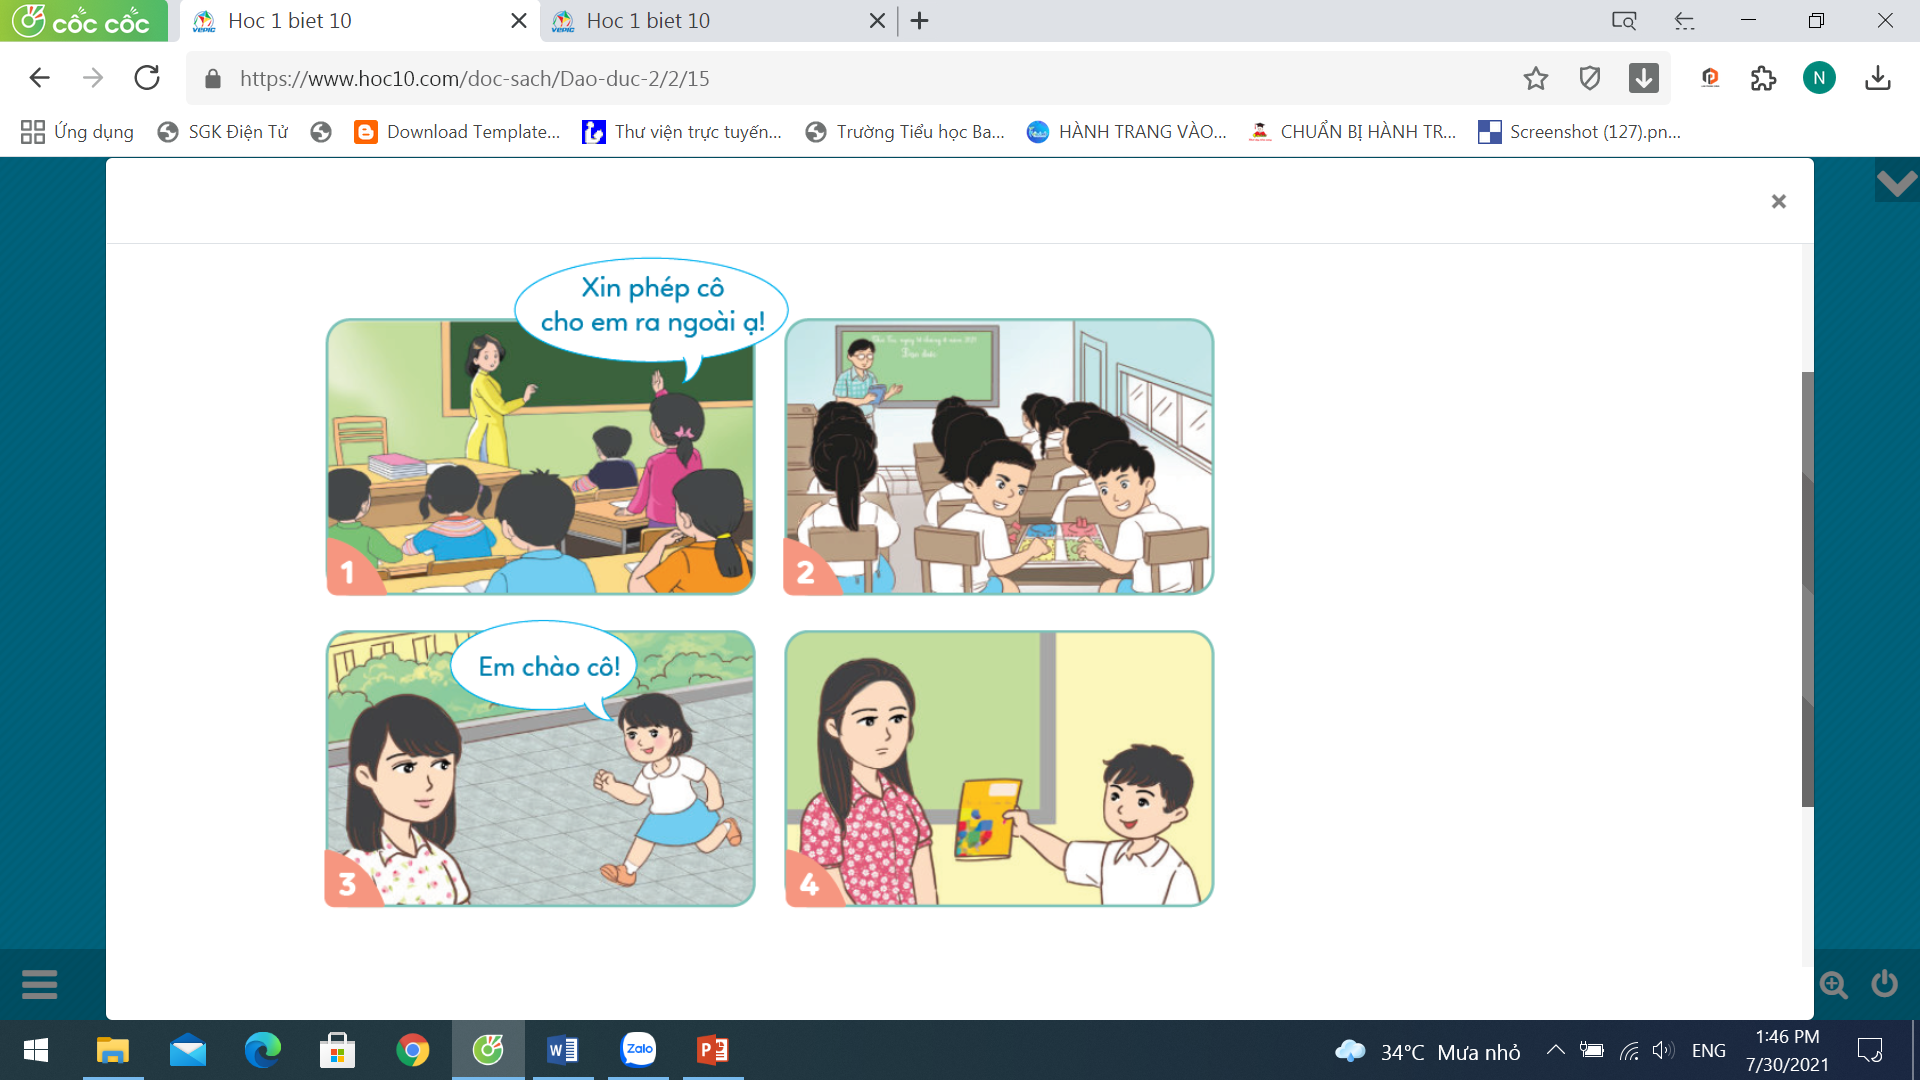 cốc cốc
Hoc 1 biet 10
Hoc 1 biet 10
https://www.hoc10.com/doc-sach/Dao-duc-2/2/15
N
Ứng dụng
SGK Điện Tử
Download Template...
Thư viện trực tuyến...
Trường Tiểu học Ba...
HÀNH TRANG VÀO...
CHUẨN BỊ HÀNH TR...
Screenshot (127).pn...
Xin phép cô
cho em ra ngoài ạ!
Đạo đức
1
2
Em chào cô!
3
4
Zalo
34°C Mưa nhỏ
ENG
1:46 PM
7/30/2021